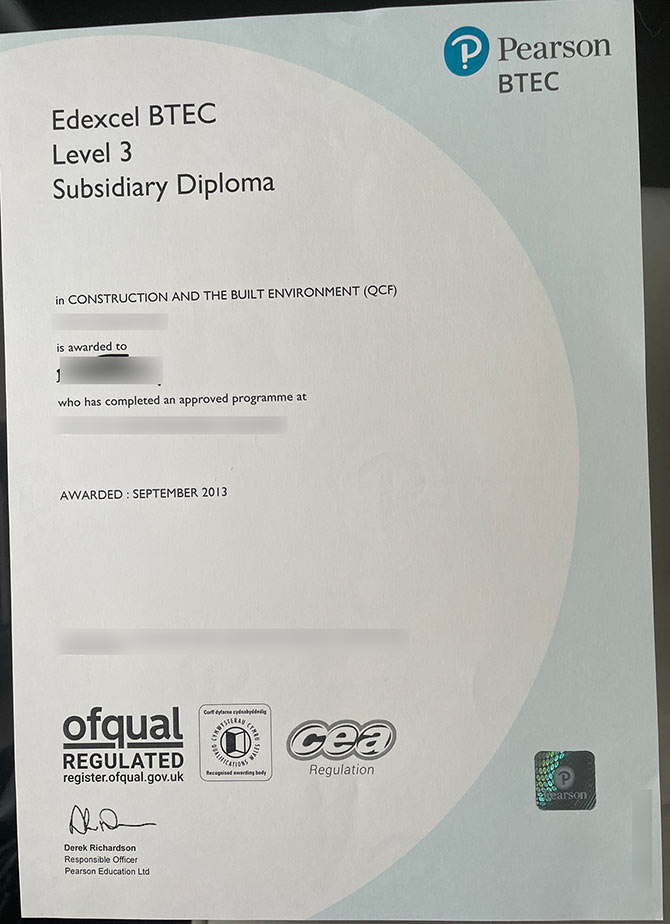 Pearson
BTEC
Edexcel BTEC
Level 3
Subsidiary Diploma
in CONSTRUCTION AND THE BUILT ENVIRONMENT (QCF)
is awarded to
who has completed an approved programme at
AWARDED : SEPTEMBER 2013
ofqual
REGULATED
register.ofqual.gov.uk
Corff dyfarnu cydnabyddedig
CYMWYSTERAU CYMRU
QUALIFICATIONS WALES
Recognised awarding body
cea
Regulation
Pearson
Derek Richardson
Responsible Officer
Pearson Education Ltd